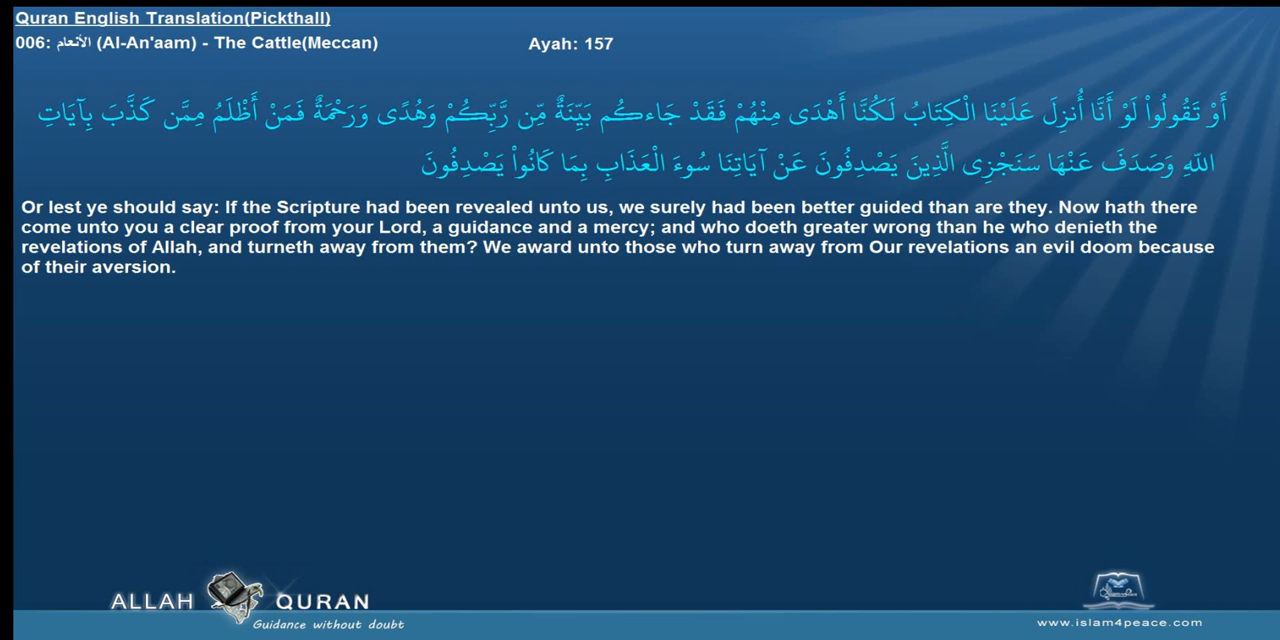 Quran English Translation(Pickthall)
006: الأنعام (Al-An'aam) - The Cattle(Meccan) Ayah: 157
أَوْ تَقُولُواْ لَوْ أَنَّا أُنزِلَ عَلَيْنَا الْكِتَابُ لَكُنَّا أَهْدَى مِنْهُمْ فَقَدْ جَاءكُم بَيِّنَةٌ مِّن رَّبِّكُمْ وَهُدًى وَرَحْمَةٌ فَمَنْ أَظْلَمُ مِمَّن كَذَّبَ بِآيَاتِ
اللّهِ وَصَدَفَ عَنْهَا سَنَجْزِي الَّذِينَ يَصْدِفُونَ عَنْ آيَاتِنَا سُوءَ الْعَذَابِ بِمَا كَانُواْ يَصْدِفُونَ
Or lest ye should say: If the Scripture had been revealed unto us, we surely had been better guided than are they. Now hath there
come unto you a clear proof from your Lord, a guidance and a mercy; and who doeth greater wrong than he who denieth the
revelations of Allah, and turneth away from them? We award unto those who turn away from Our revelations an evil doom because
of their aversion.
ALLAH QURAN
Guidance without doubt
www.islam4peace.com